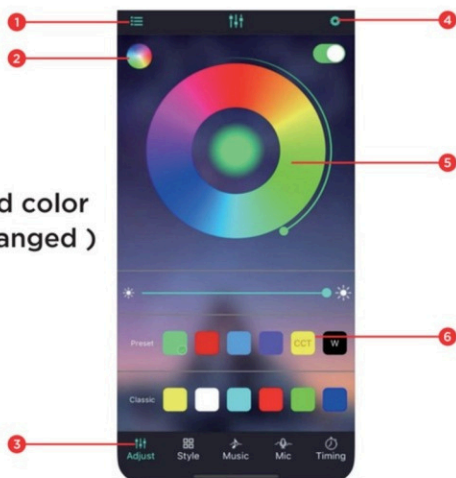 1
4
2
5
d color
anged )
Preset
CCT
W
6
Classic
3
Adjust
Style
Music
Mic
Timing